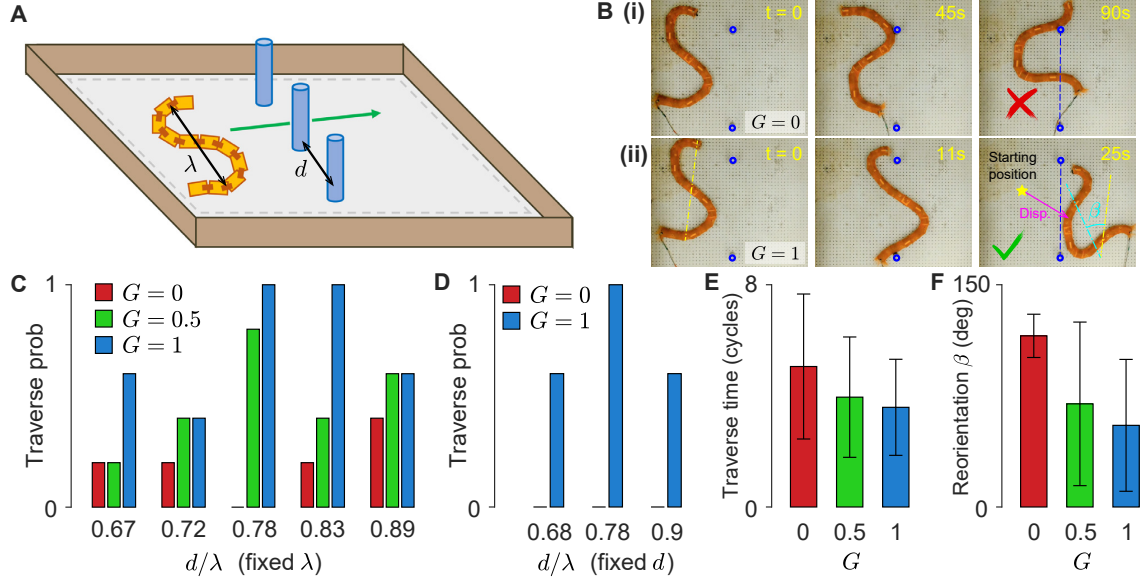 A
λ
d
B (i)
t = 0
45s
90s
G = 0
(ii)
t = 0
11s
25s
Starting
position
Disp.
β
G = 1
C
1
G = 0
G = 0.5
G = 1
Traverse prob
0
0.67 0.72 0.78 0.83 0.89
d/λ (fixed λ)
D
1
G = 0
G = 1
Traverse prob
0
0.68 0.78 0.9
d/λ (fixed d)
E
8
Traverse time (cycles)
0
0 0.5 1
G
F
150
Reorientation β (deg)
0
0 0.5 1
G